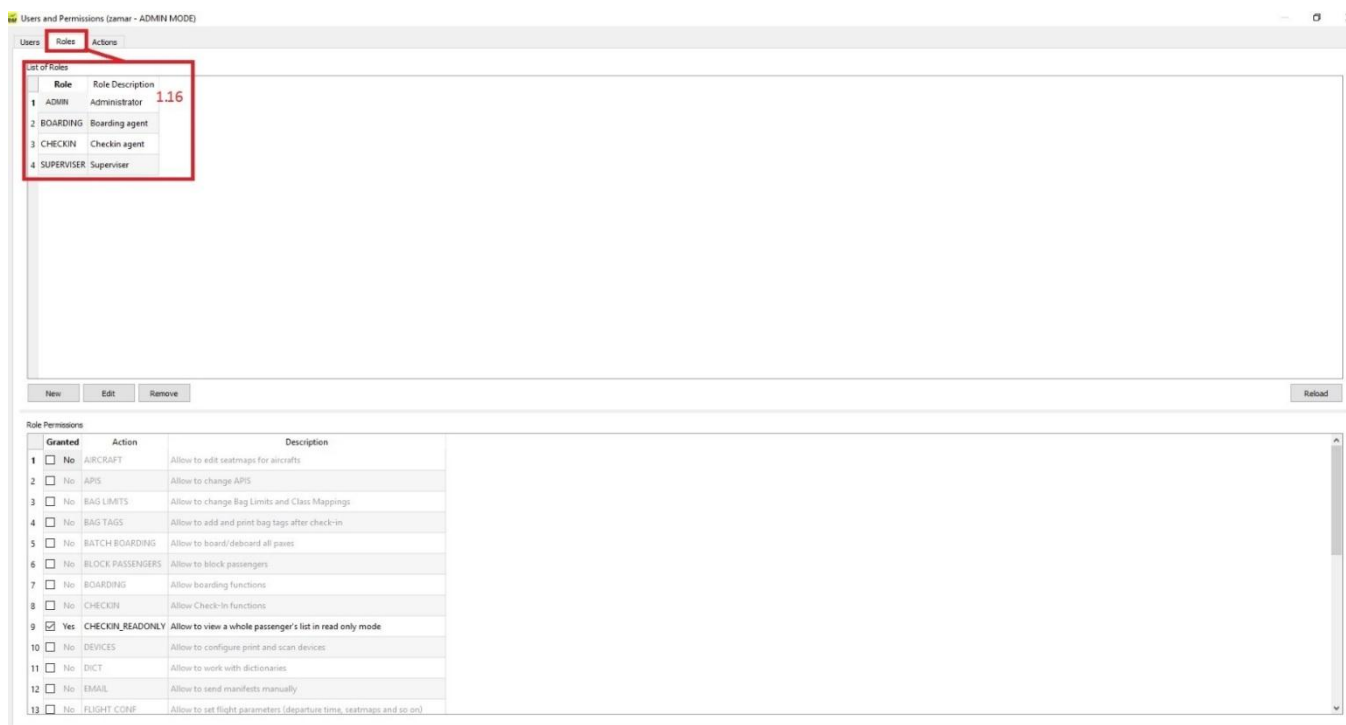 Users and Permissions (zamar - ADMIN MODE)
Users Roles Actions
List of Roles
Role Role Description
1.16
1 ADMIN Administrator
2 BOARDING Boarding agent
3 CHECKIN Checkin agent
4 SUPERVISER Superviser
New Edit Remove Reload
Role Permissions
Granted Action Description
1 No AIRCRAFT Allow to edit seatmaps for aircrafts
2 No APIS Allow to change APIS
3 No BAG LIMITS Allow to change Bag Limits and Class Mappings
4 No BAG TAGS Allow to add and print bag tags after check-in
5 No BATCH BOARDING Allow to board/deboard all paxes
6 No BLOCK PASSENGERS Allow to block passengers
7 No BOARDING Allow boarding functions
8 No CHECKIN Allow Check-In functions
9 Yes CHECKIN_READONLY Allow to view a whole passenger's list in read only mode
10 No DEVICES Allow to configure print and scan devices
11 No DICT Allow to work with dictionaries
12 No EMAIL Allow to send manifests manually
13 No FLIGHT CONF Allow to set flight parameters (departure time, seatmaps and so on)